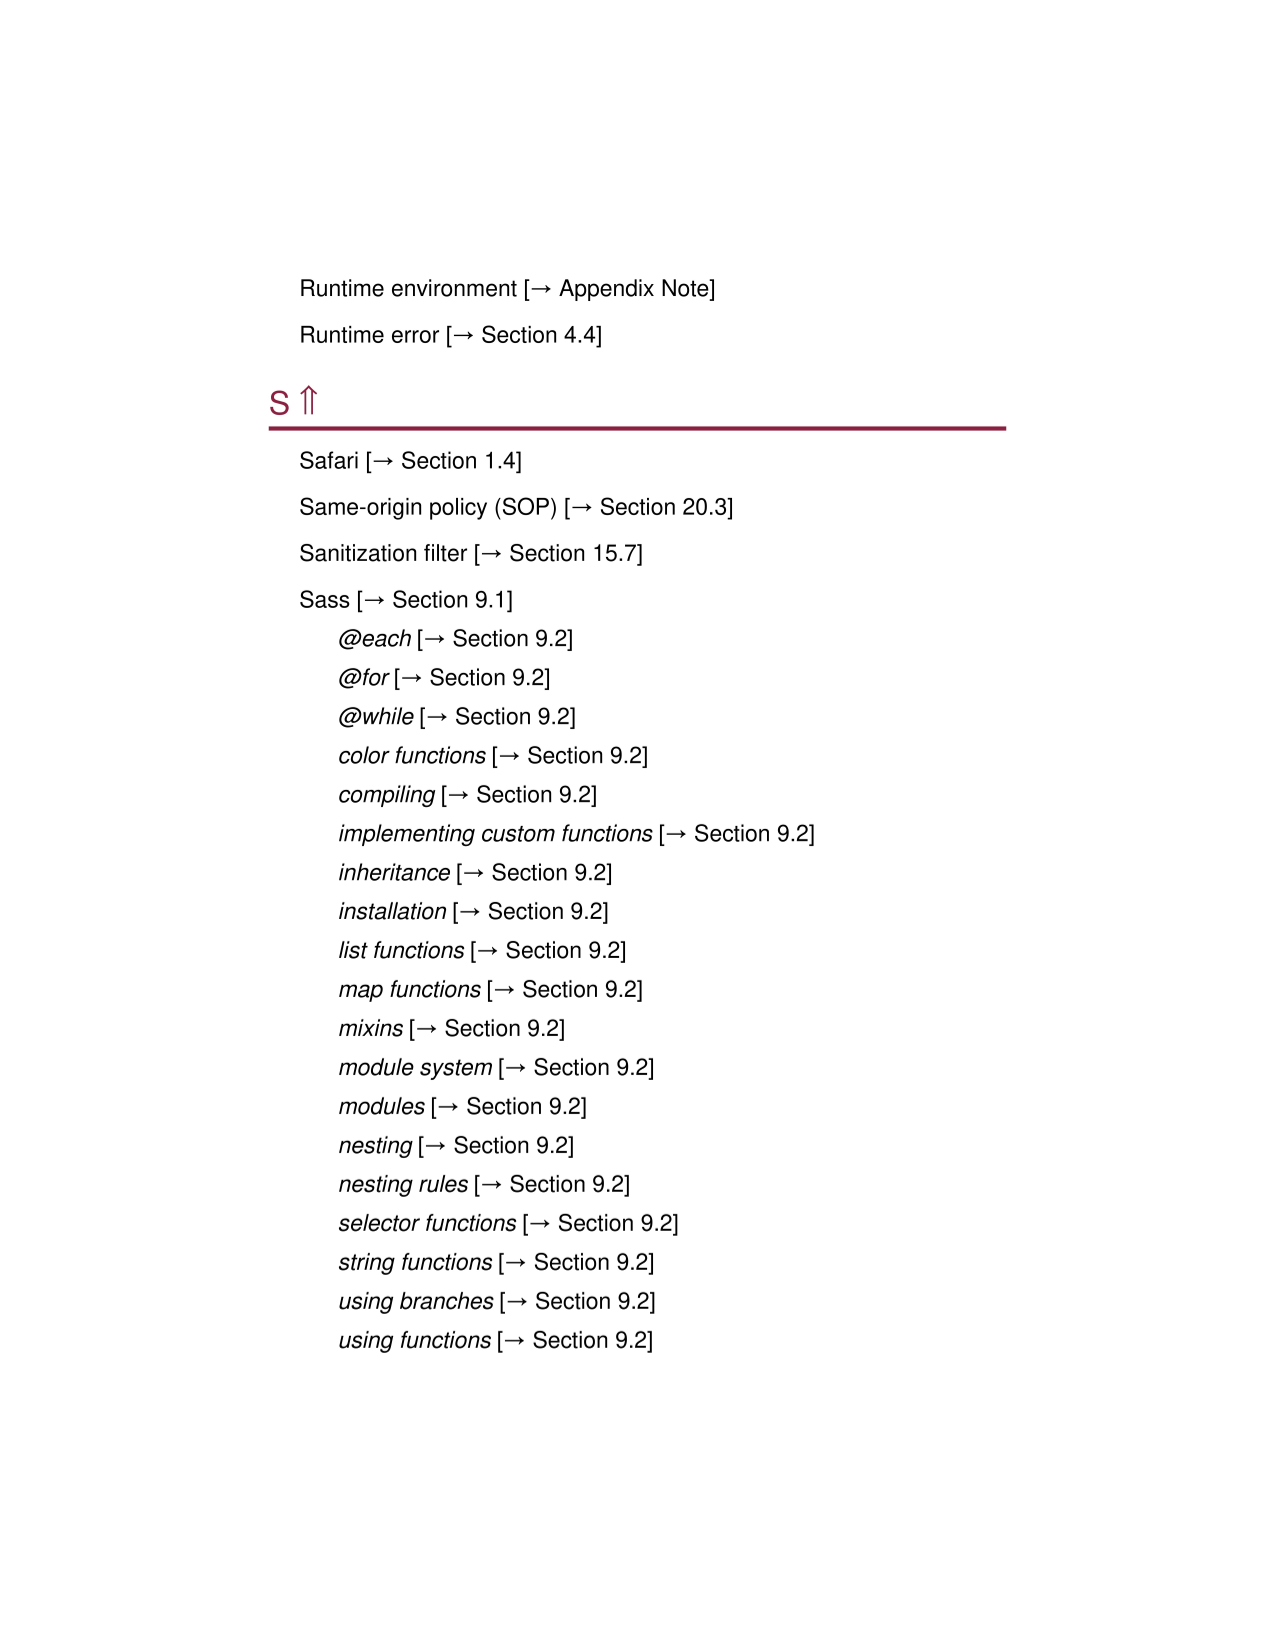 Runtime environment [→ Appendix Note]
Runtime error [→ Section 4.4]
S ⇑
Safari [→ Section 1.4]
Same-origin policy (SOP) [→ Section 20.3]
Sanitization filter [→ Section 15.7]
Sass [→ Section 9.1]
@each [→ Section 9.2]
@for [→ Section 9.2]
@while [→ Section 9.2]
color functions [→ Section 9.2]
compiling [→ Section 9.2]
implementing custom functions [→ Section 9.2]
inheritance [→ Section 9.2]
installation [→ Section 9.2]
list functions [→ Section 9.2]
map functions [→ Section 9.2]
mixins [→ Section 9.2]
module system [→ Section 9.2]
modules [→ Section 9.2]
nesting [→ Section 9.2]
nesting rules [→ Section 9.2]
selector functions [→ Section 9.2]
string functions [→ Section 9.2]
using branches [→ Section 9.2]
using functions [→ Section 9.2]